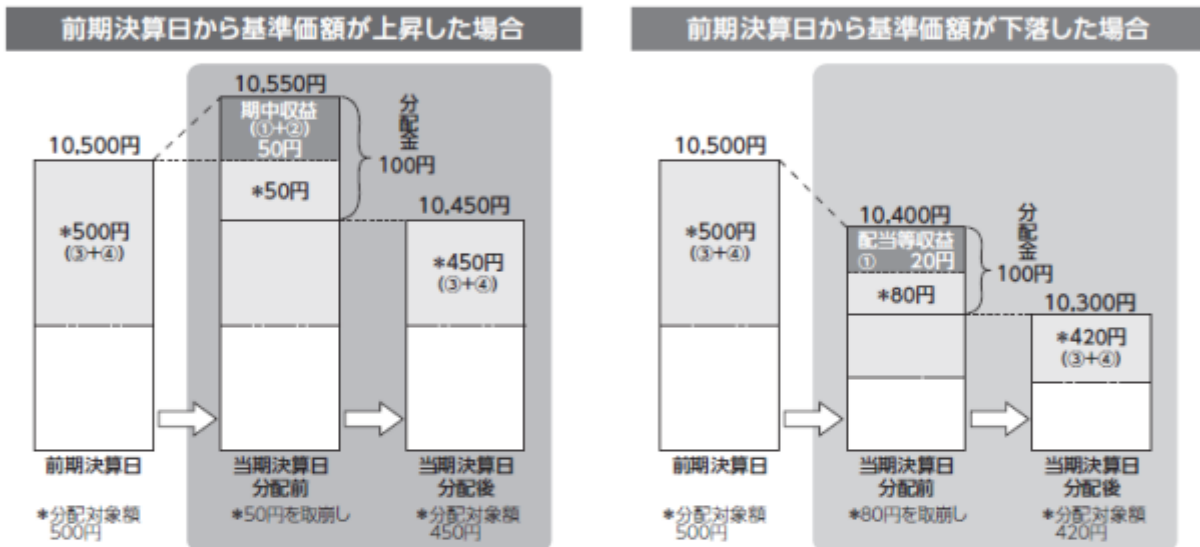 前期決算日から基準価額が上昇した場合
10,550円
期中収益
(①+②)
50円
分配金
100円
10,500円
*50円
10,450円
*500円
(③+④)
*450円
(③+④)
前期決算日
当期決算日
分配前
当期決算日
分配後
*分配対象額
500円
*50円を取崩し
*分配対象額
450円
前期決算日から基準価額が下落した場合
10,500円
10,400円
配当等収益
① 20円
分配金
100円
*500円
(③+④)
*80円
10,300円
*420円
(③+④)
前期決算日
当期決算日
分配前
当期決算日
分配後
*分配対象額
500円
*80円を取崩し
*分配対象額
420円